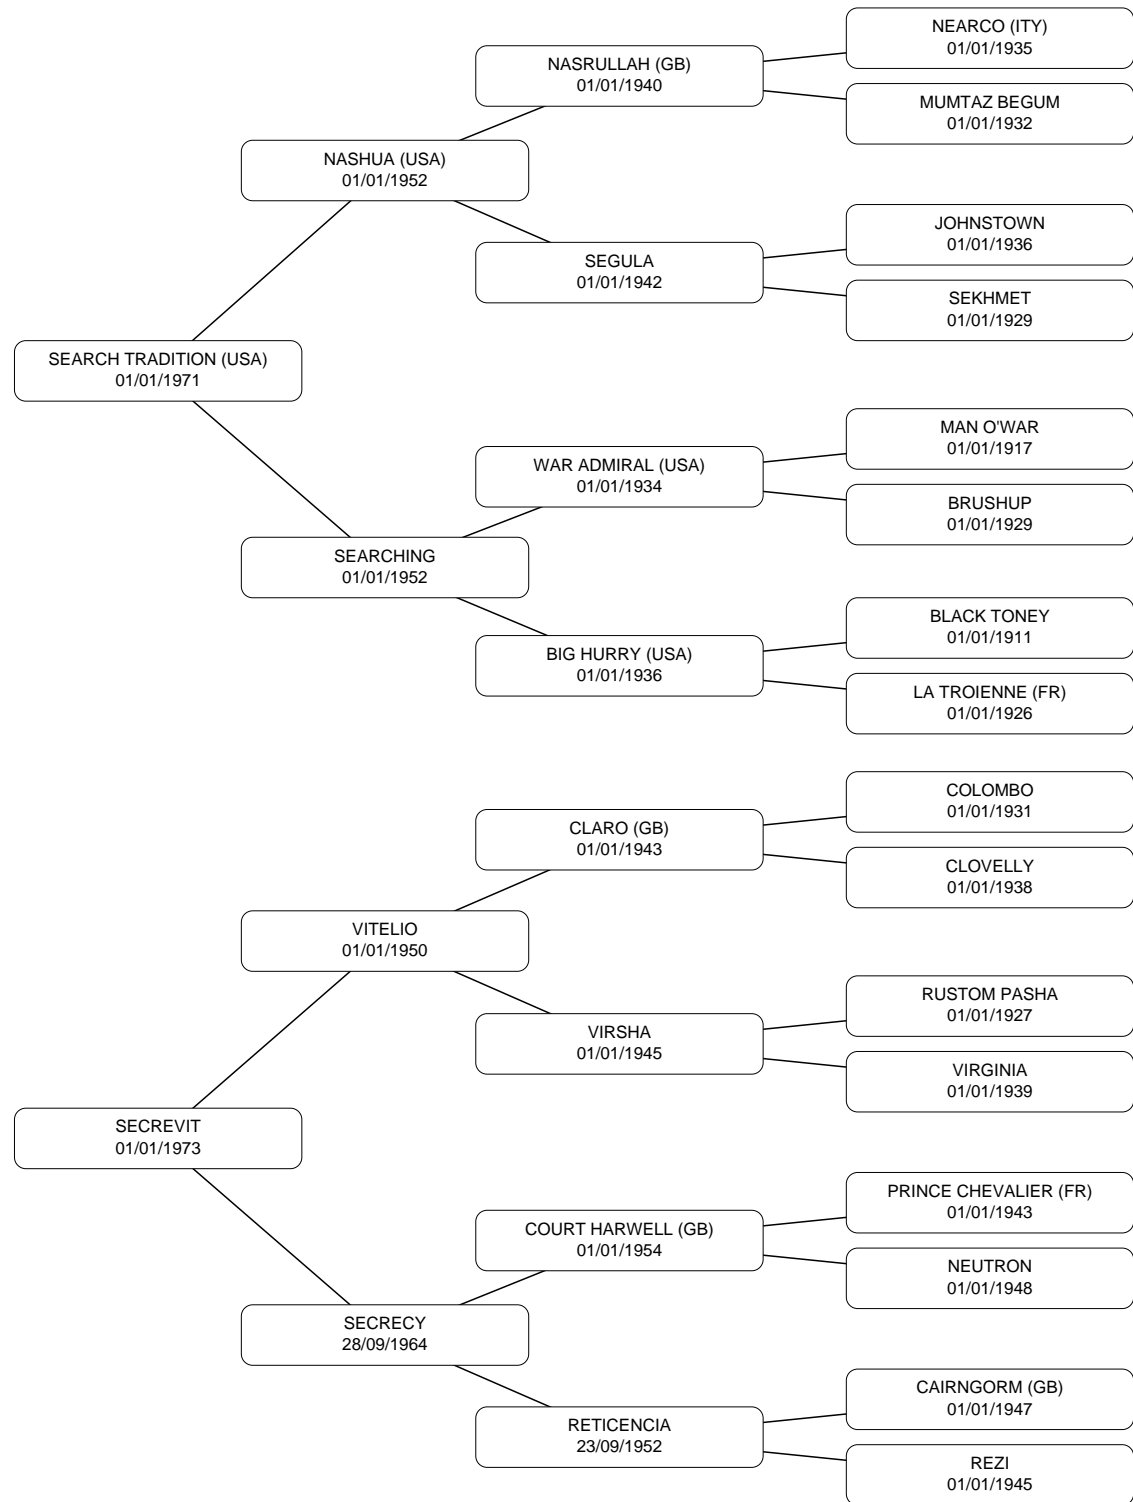 NEARCO (ITY)
01/01/1935
NASRULLAH (GB)
01/01/1940
MUMTAZ BEGUM
01/01/1932
NASHUA (USA)
01/01/1952
JOHNSTOWN
01/01/1936
SEGULA
01/01/1942
SEKHMET
01/01/1929
SEARCH TRADITION (USA)
01/01/1971
MAN O'WAR
01/01/1917
WAR ADMIRAL (USA)
01/01/1934
BRUSHUP
01/01/1929
SEARCHING
01/01/1952
BLACK TONEY
01/01/1911
BIG HURRY (USA)
01/01/1936
LA TROIENNE (FR)
01/01/1926
COLOMBO
01/01/1931
CLARO (GB)
01/01/1943
CLOVELLY
01/01/1938
VITELIO
01/01/1950
RUSTOM PASHA
01/01/1927
VIRSHA
01/01/1945
VIRGINIA
01/01/1939
SECREVIT
01/01/1973
PRINCE CHEVALIER (FR)
01/01/1943
COURT HARWELL (GB)
01/01/1954
NEUTRON
01/01/1948
SECRECY
28/09/1964
CAIRNGORM (GB)
01/01/1947
RETICENCIA
23/09/1952
REZI
01/01/1945